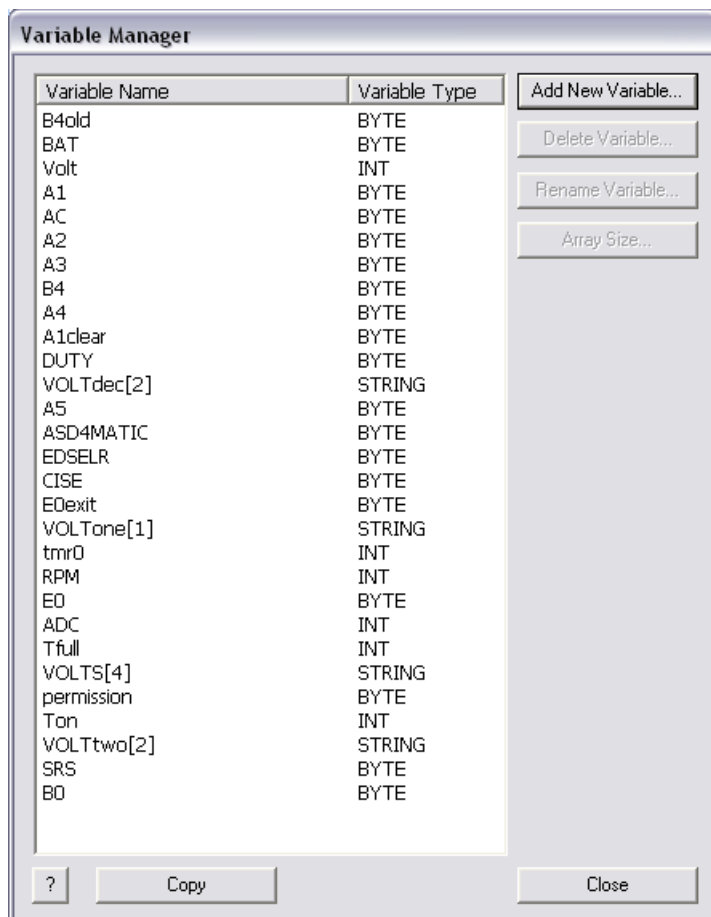 Variable Manager
Variable Name Variable Type
B4old BYTE
BAT BYTE
Volt INT
A1 BYTE
AC BYTE
A2 BYTE
A3 BYTE
B4 BYTE
A4 BYTE
A1clear BYTE
DUTY BYTE
VOLTdec[2] STRING
A5 BYTE
ASD4MATIC BYTE
EDSELR BYTE
CISE BYTE
E0exit BYTE
VOLTone[1] STRING
tmr0 INT
RPM INT
E0 BYTE
ADC INT
Tfull INT
VOLTS[4] STRING
permission BYTE
Ton INT
VOLTtwo[2] STRING
SRS BYTE
B0 BYTE
Add New Variable...
Delete Variable...
Rename Variable...
Array Size...
? Copy Close